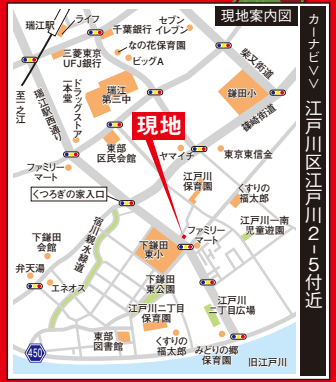 現地案内図
カーナビ>> 江戸川区江戸川2-5付近
瑞江駅
ライフ
千葉銀行
セブン
イレブン
なの花保育園
三菱東京
UFJ銀行
ビッグA
柴又街道
至一之江
瑞江駅西通り
ドラッグストア
一本堂
瑞江
第三中
鎌田小
篠崎街道
現地
東部
区民会館
ヤマイチ
東京東信金
ファミリー
マート
江戸川
保育園
くすりの
福太郎
くつろぎの家入口
宿川親水緑道
ファミリー
マート
江戸川一南
児童遊園
下鎌田
会館
下鎌田
東小
弁天湯
エネオス
下鎌田
東公園
江戸川
二丁目広場
江戸川二丁目
保育園
450
東部
図書館
くすりの
福太郎
みどりの郷
保育園
旧江戸川